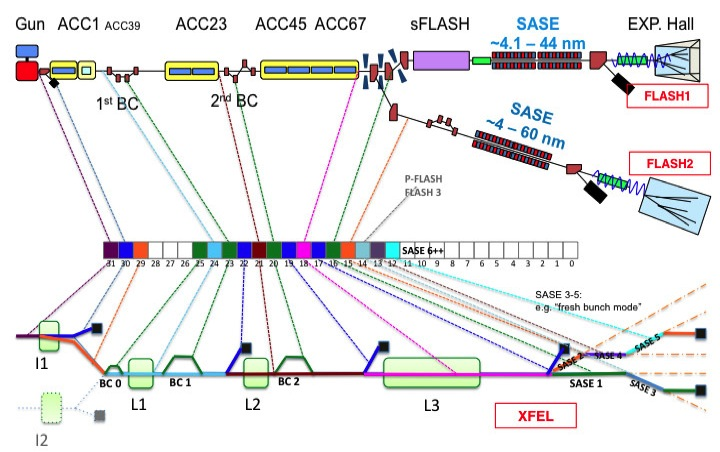 Gun ACC1 ACC39 ACC23 ACC45 ACC67 sFLASH SASE EXP. Hall
~4.1 – 44 nm
1st BC 2nd BC
FLASH1
SASE
~4 – 60 nm
FLASH2
P-FLASH
FLASH 3
SASE 6++
31 30 29 28 27 26 25 24 23 22 21 20 19 18 17 16 15 14 13 12 11 10 9 8 7 6 5 4 3 2 1 0
SASE 3-5:
e.g. "fresh bunch mode"
I1
SASE 2 SASE 4 SASE 5
BC 0 BC 1 BC 2 SASE 1 SASE 3
L1 L2 L3
XFEL
I2